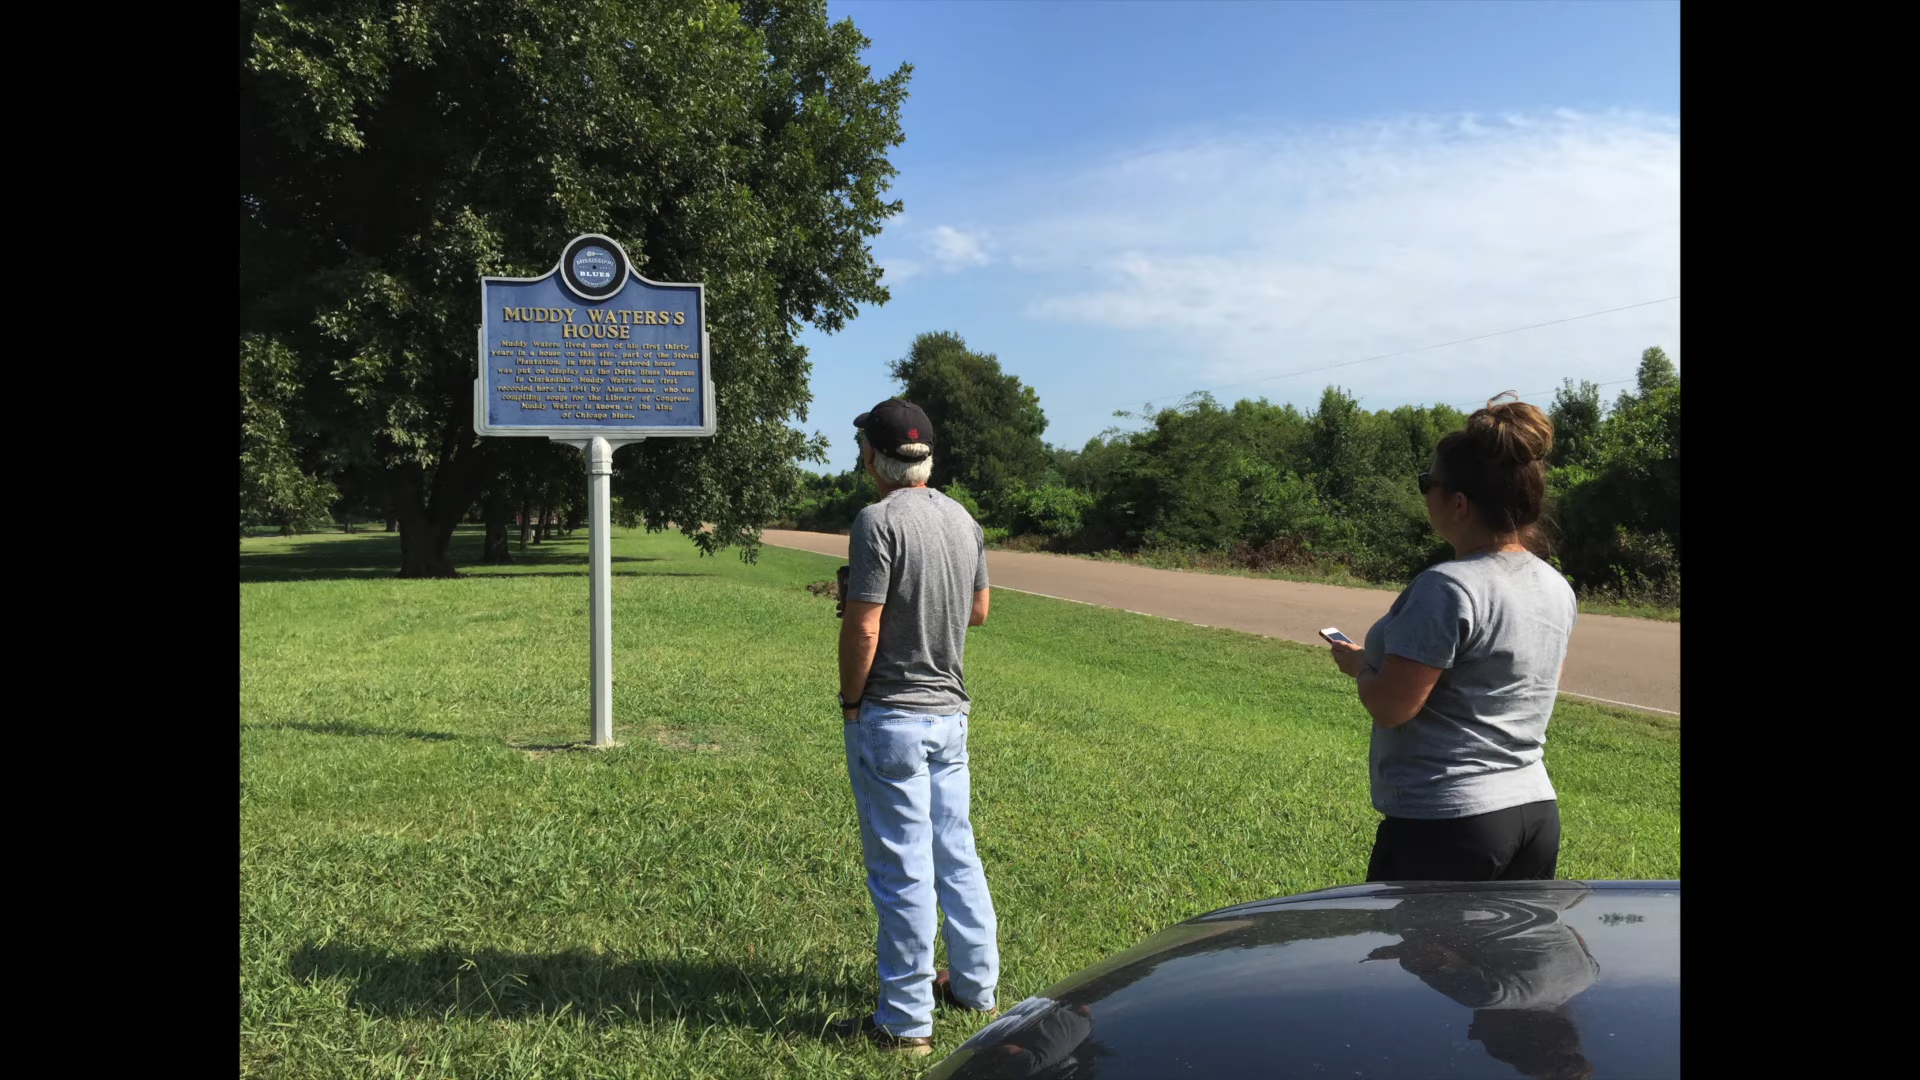 MISSISSIPPI
BLUES
MUDDY WATERS'S
HOUSE
Muddy Waters lived most of his first thirty
years in a house on this site, part of the Stovall
Plantation. In 1996 the restored house
was put on display at the Delta Blues Museum
in Clarksdale. Muddy Waters was first
recorded here in 1941 by Alan Lomax, who was
compiling songs for the Library of Congress.
Muddy Waters is known as the king
of Chicago blues.